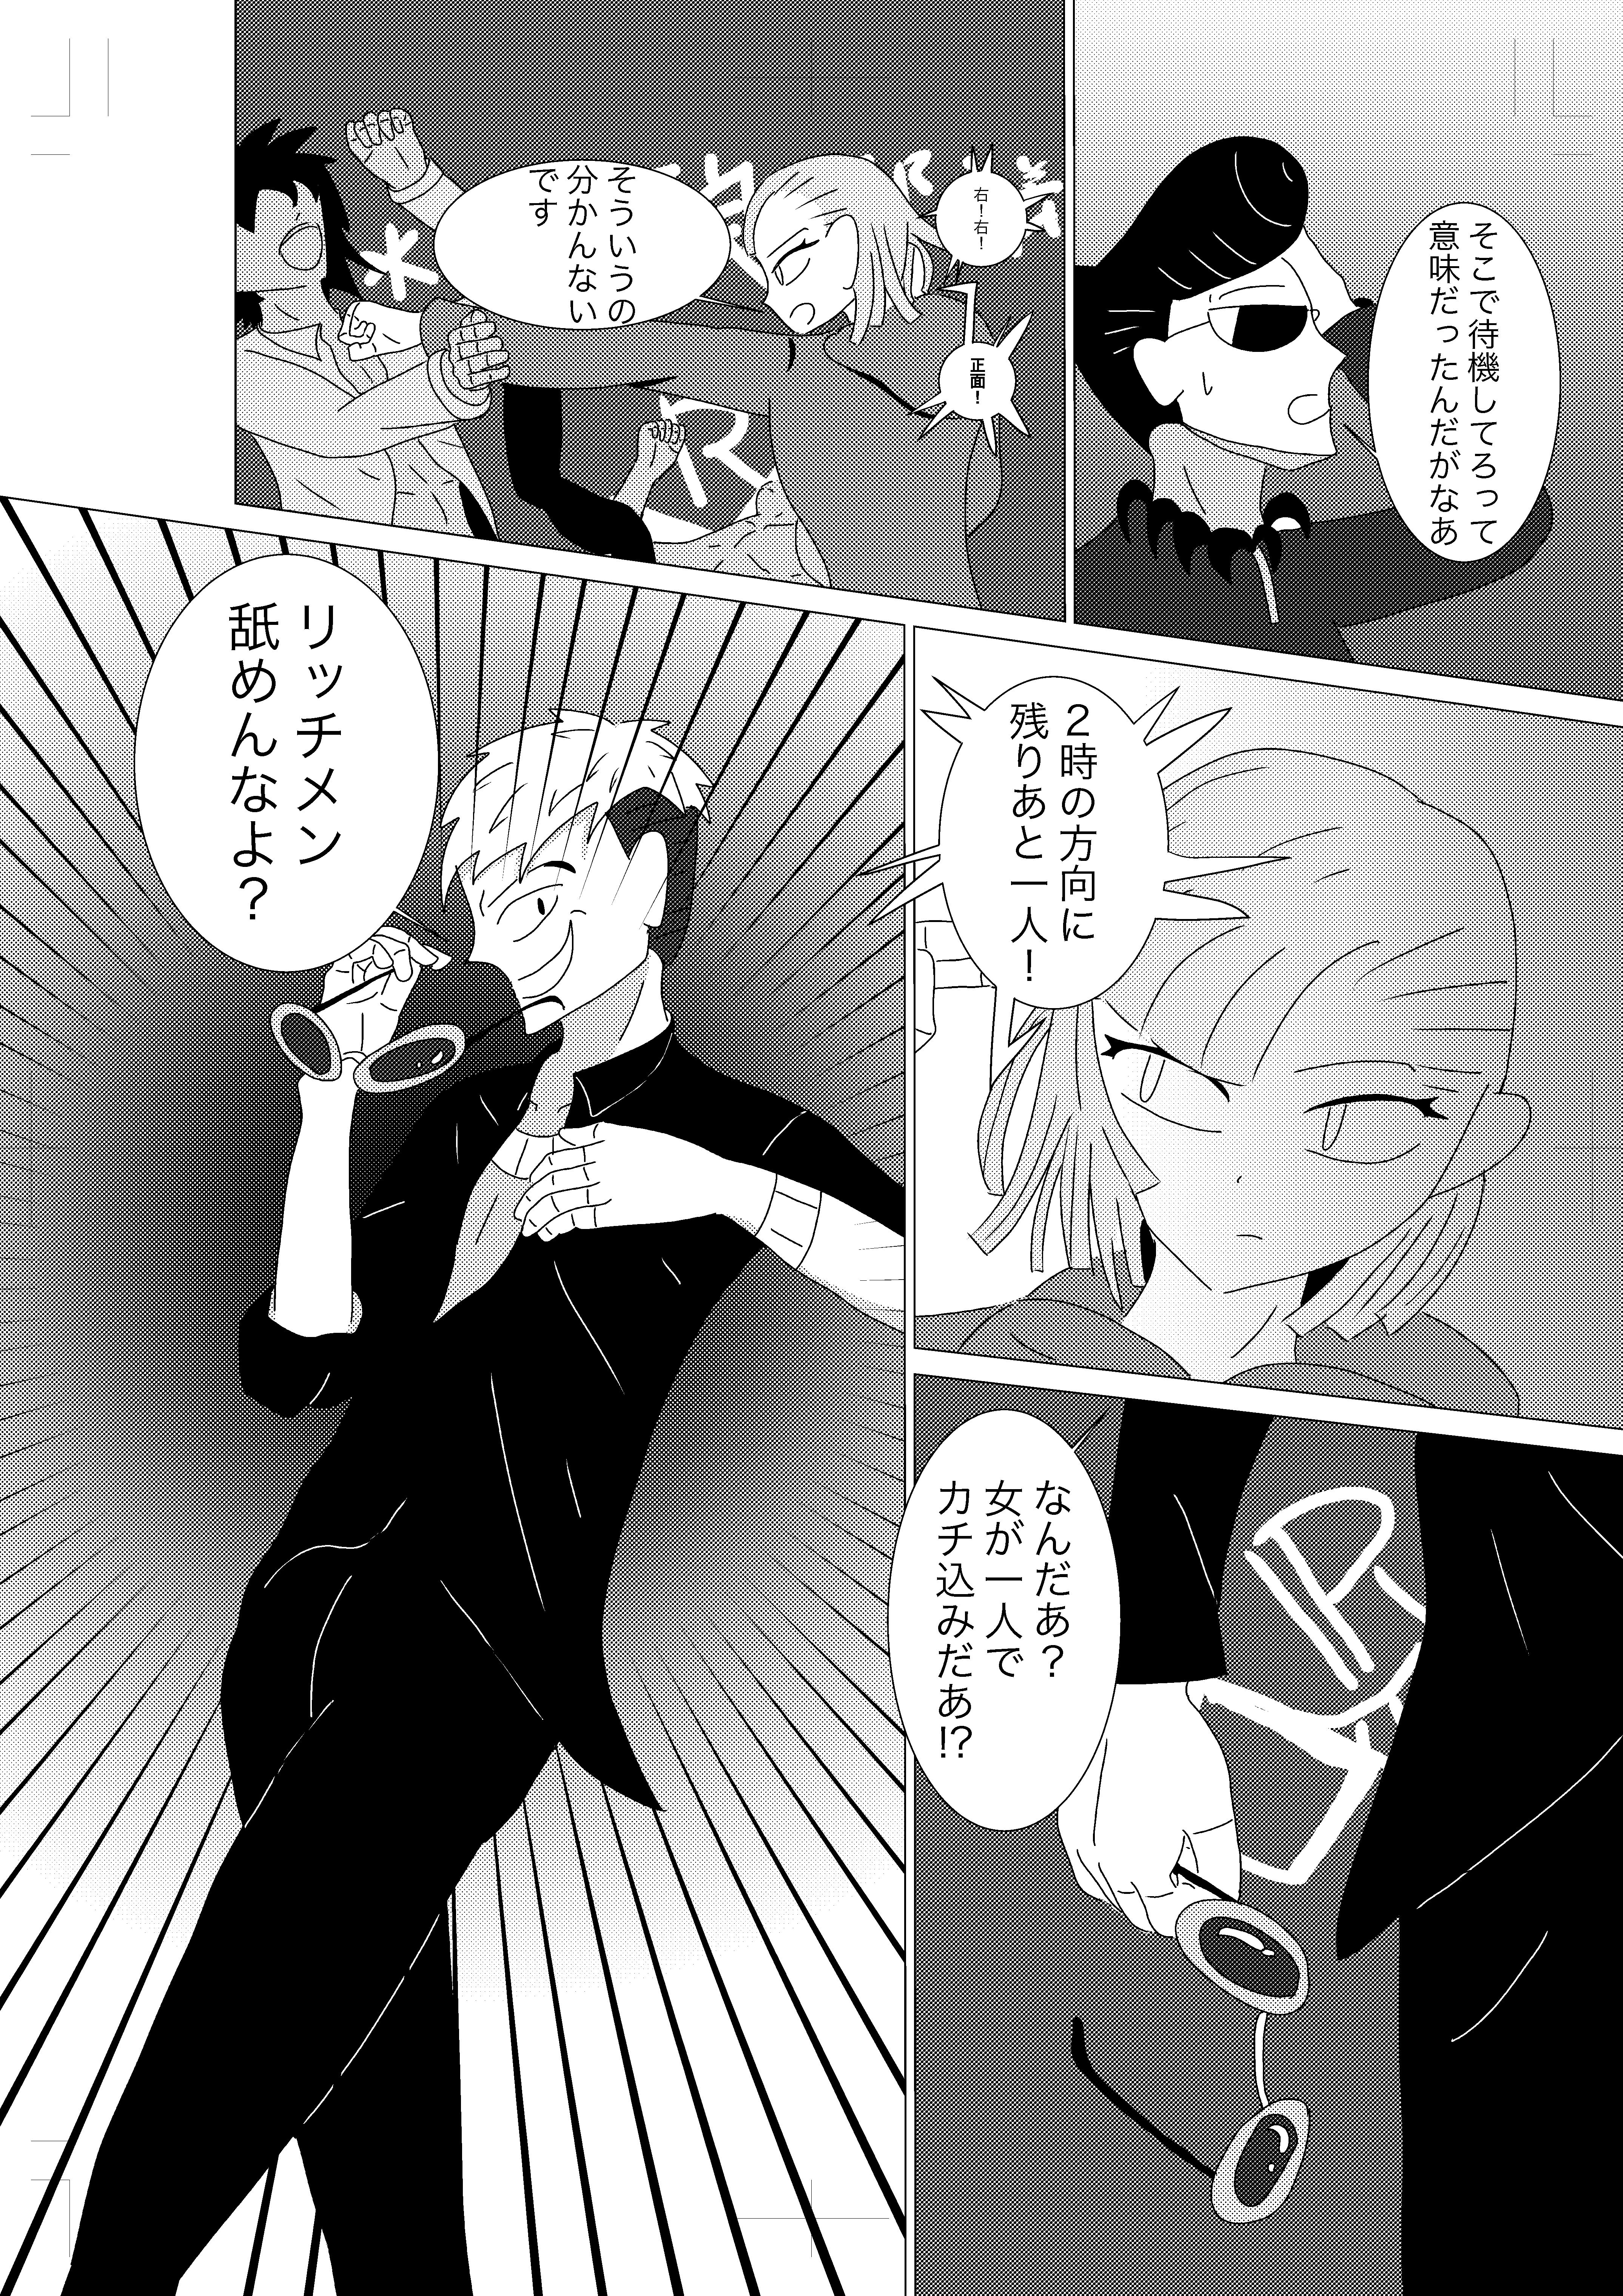 そこで待機してろって
意味だったんだがなあ
右！右！
正面！
そういうの
分かんない
です
R
2時の方向に
残りあと一人！
なんだあ？
女が一人で
カチ込みだあ!?
リッチメン
舐めんなよ？